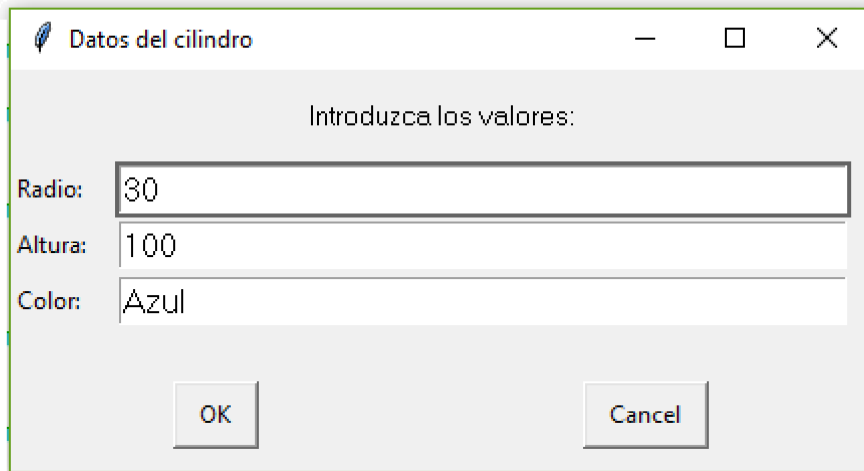 Datos del cilindro
Introduzca los valores:
Radio: 30
Altura: 100
Color: Azul
OK Cancel